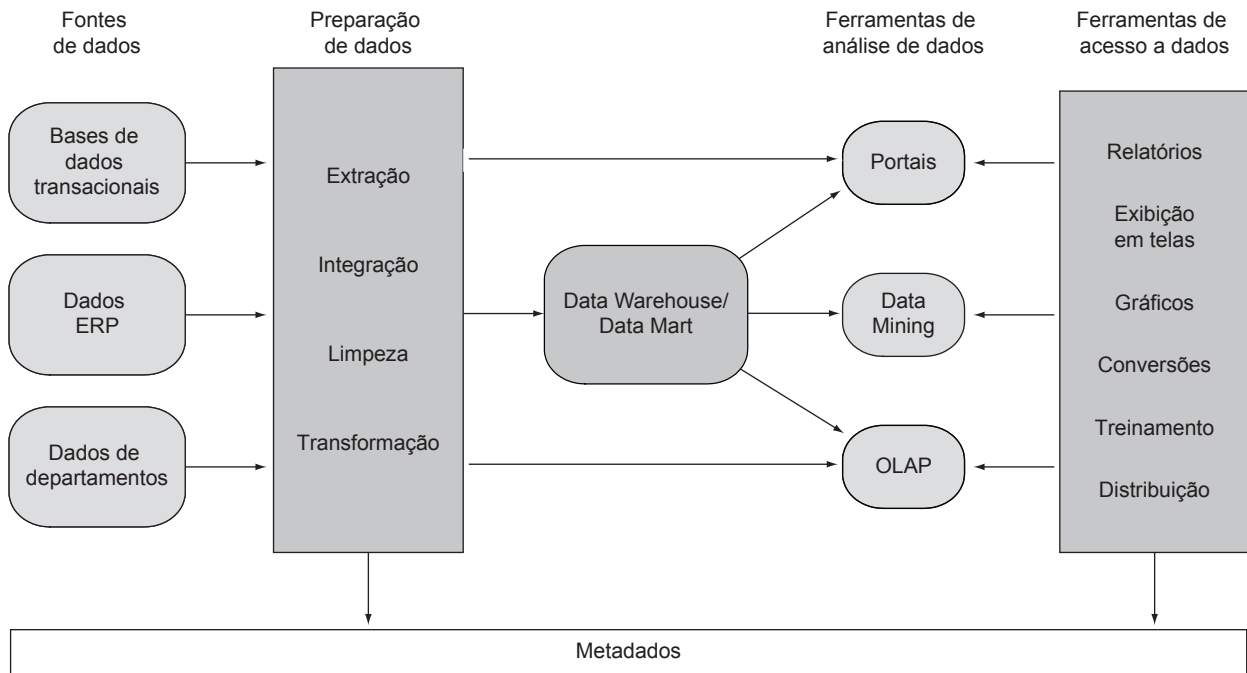 Fontes
de dados
Preparação
de dados
Ferramentas de
análise de dados
Ferramentas de
acesso a dados
Bases de
dados
transacionais
Dados
ERP
Dados de
departamentos
Extração
Integração
Limpeza
Transformação
Data Warehouse/
Data Mart
Portais
Data
Mining
OLAP
Relatórios
Exibição
em telas
Gráficos
Conversões
Treinamento
Distribuição
Metadados